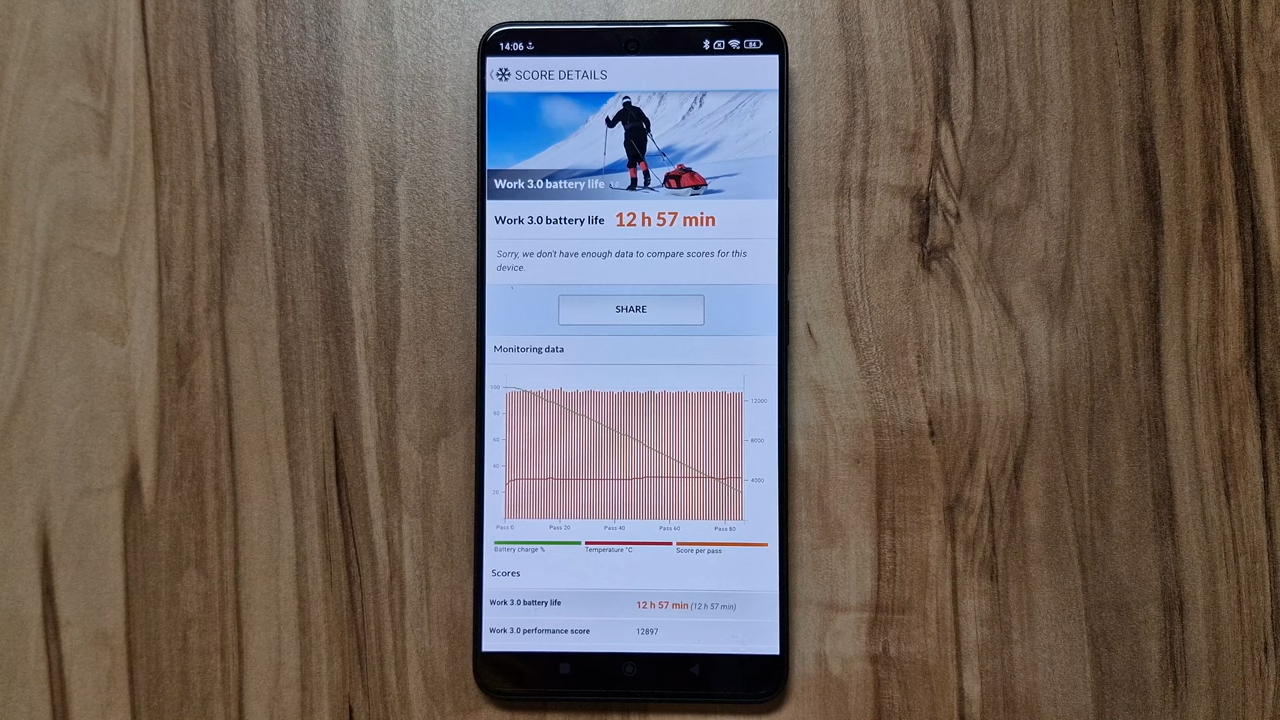 14:06
84
SCORE DETAILS
Work 3.0 battery life 3.0
Work 3.0 battery life 12 h 57 min
Sorry, we don't have enough data to compare scores for this
device.
SHARE
Monitoring data
100
80
60
40
20
12000
8000
4000
Pass 0 Pass 20 Pass 40 Pass 60 Pass 80
Battery charge % Temperature °C Score per pass
Scores
Work 3.0 battery life 12 h 57 min (12 h 57 min)
Work 3.0 performance score 12897